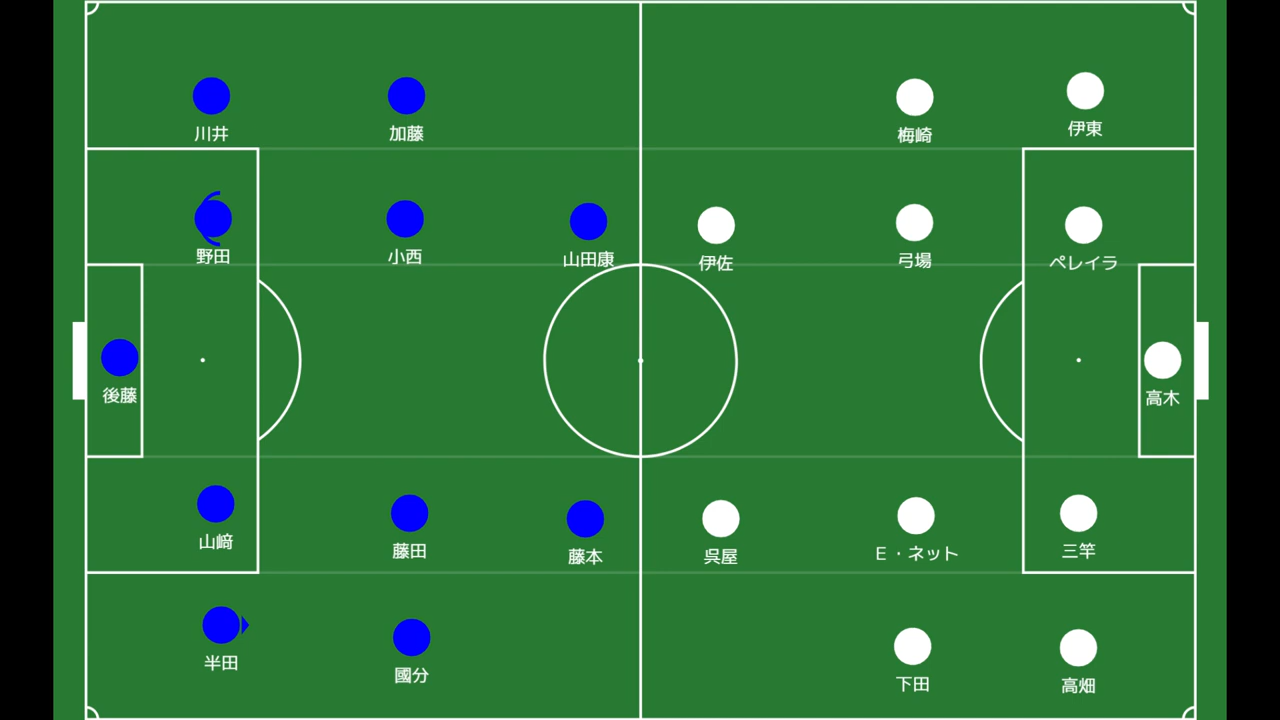 川井
加藤
梅崎
伊東
野田
小西
山田康
伊佐
弓場
ペレイラ
後藤
高木
山﨑
藤田
藤本
呉屋
E・ネット
三竿
半田
國分
下田
高畑